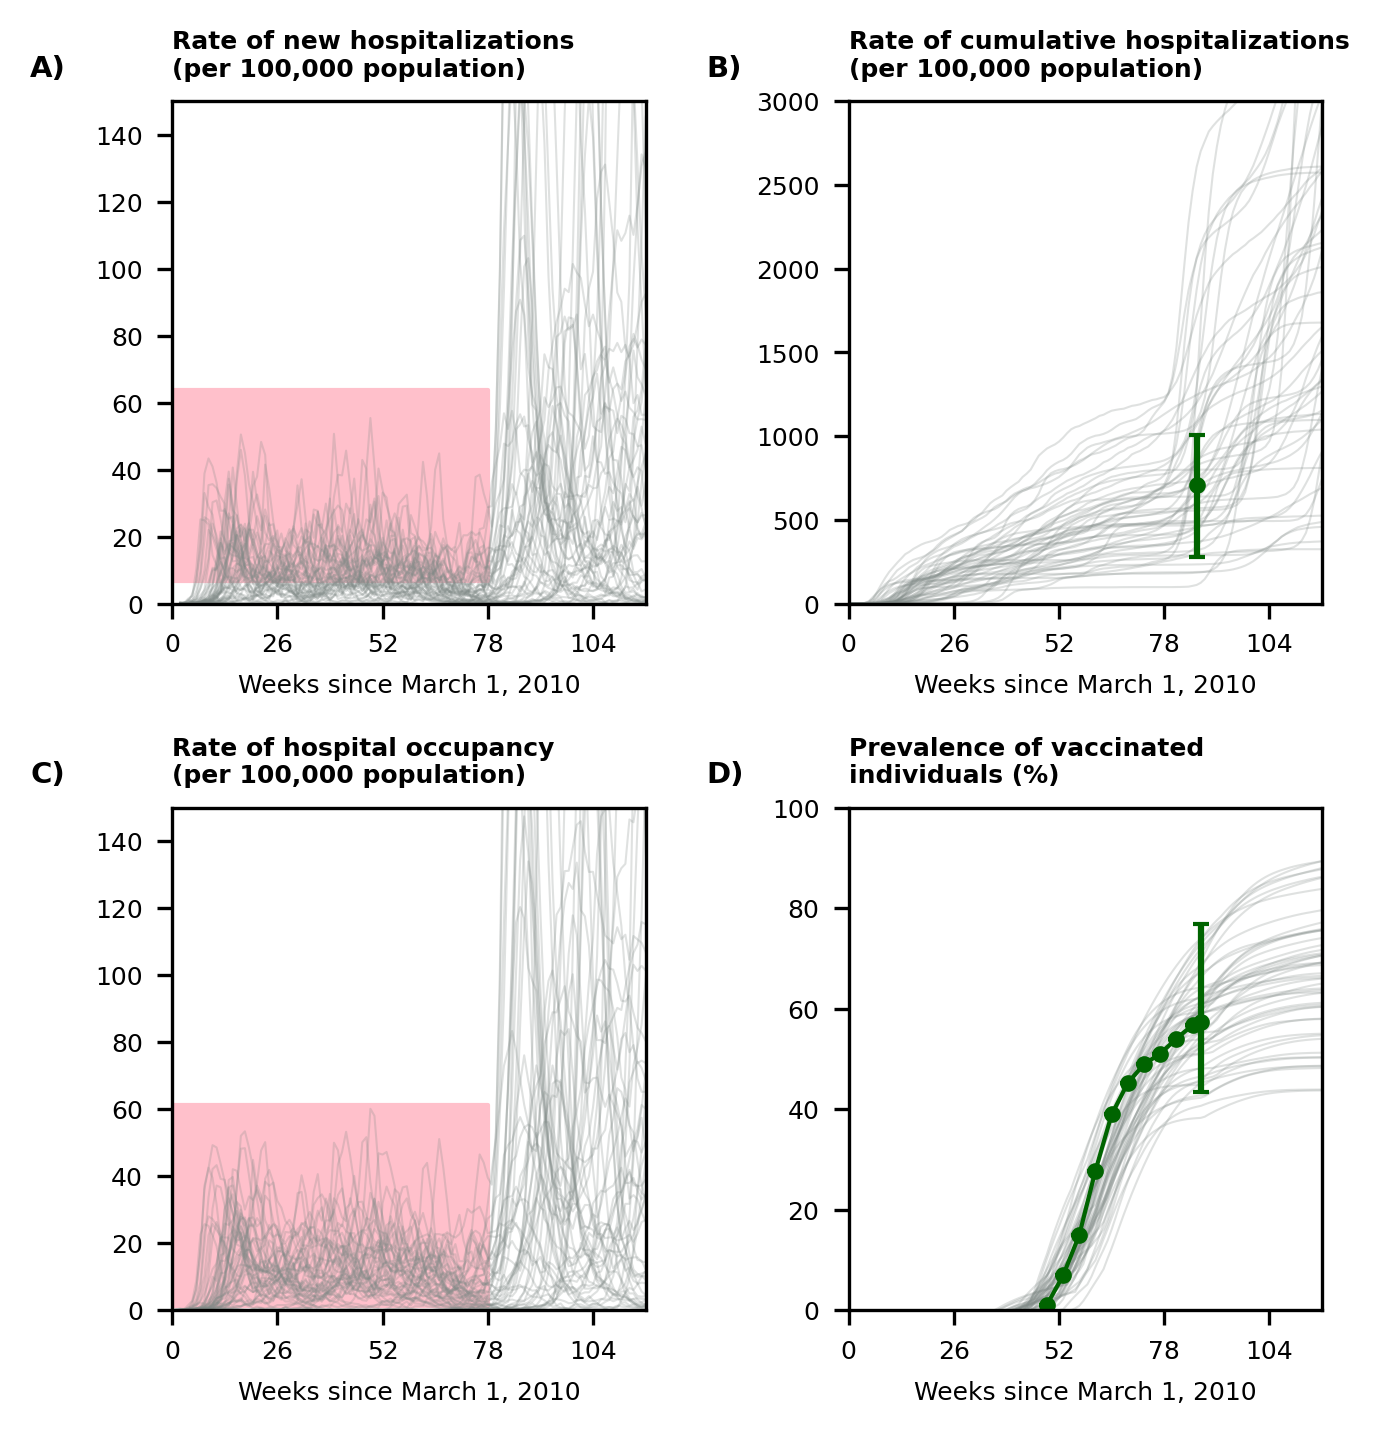 A)
Rate of new hospitalizations
(per 100,000 population)
140
120
100
80
60
40
20
0
0 26 52 78 104
Weeks since March 1, 2010
B)
Rate of cumulative hospitalizations
(per 100,000 population)
3000
2500
2000
1500
1000
500
0
0 26 52 78 104
Weeks since March 1, 2010
C)
Rate of hospital occupancy
(per 100,000 population)
140
120
100
80
60
40
20
0
0 26 52 78 104
Weeks since March 1, 2010
D)
Prevalence of vaccinated
individuals (%)
100
80
60
40
20
0
0 26 52 78 104
Weeks since March 1, 2010